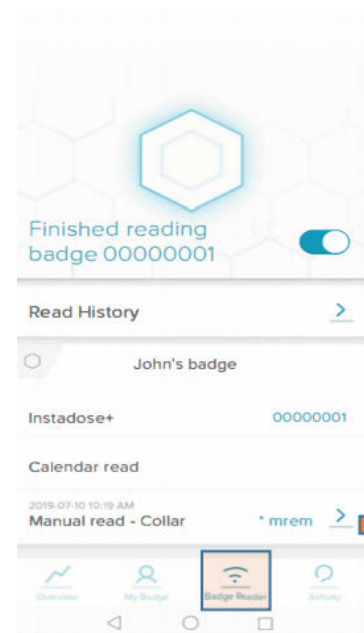 Finished reading
badge 00000001
Read History
John's badge
Instadose+ 00000001
Calendar read
2019-07-10 10:19 AM
Manual read - Collar * mrem
Overview My Badge Badge Reader Activity